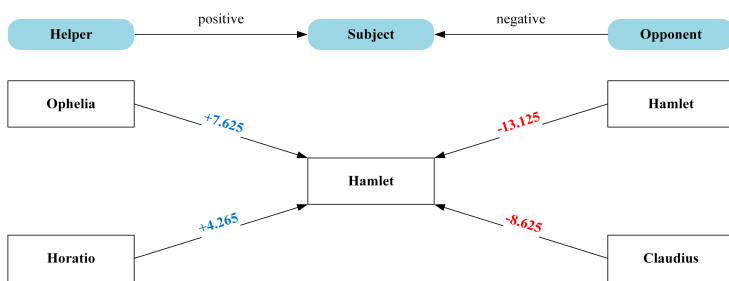 Helper
positive
Subject
negative
Opponent
Ophelia
+7.625
-13.125
Hamlet
Hamlet
Horatio
+4.265
-8.625
Claudius